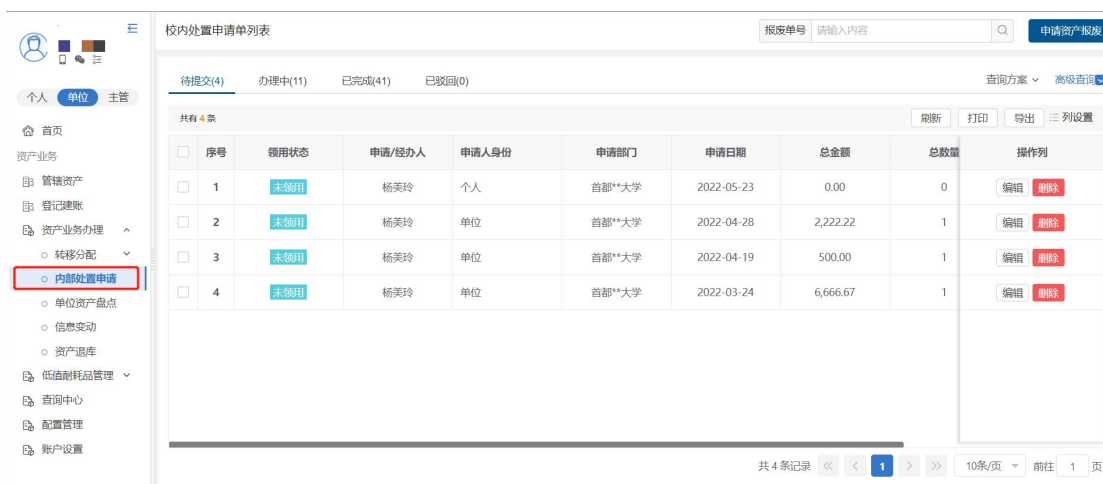 校内处置申请单列表
报废单号 请输入内容 申请资产报废
待提交(4) 办理中(11) 已完成(41) 已驳回(0) 查询方案 高级查询
个人 单位 主管
共有 4 条 刷新 打印 导出 列设置
首页
资产业务
管辖资产
登记建账
资产业务办理
转移分配
内部处置申请
单位资产盘点
信息变动
资产退库
低值耐耗品管理
查询中心
配置管理
账户设置
序号 领用状态 申请/经办人 申请人身份 申请部门 申请日期 总金额 总数量 操作列
1 未领用 杨美玲 个人 首都**大学 2022-05-23 0.00 0 编辑 删除
2 未领用 杨美玲 单位 首都**大学 2022-04-28 2,222.22 1 编辑 删除
3 未领用 杨美玲 单位 首都**大学 2022-04-19 500.00 1 编辑 删除
4 未领用 杨美玲 单位 首都**大学 2022-03-24 6,666.67 1 编辑 删除
共 4 条记录 1 10条/页 前往 1 页